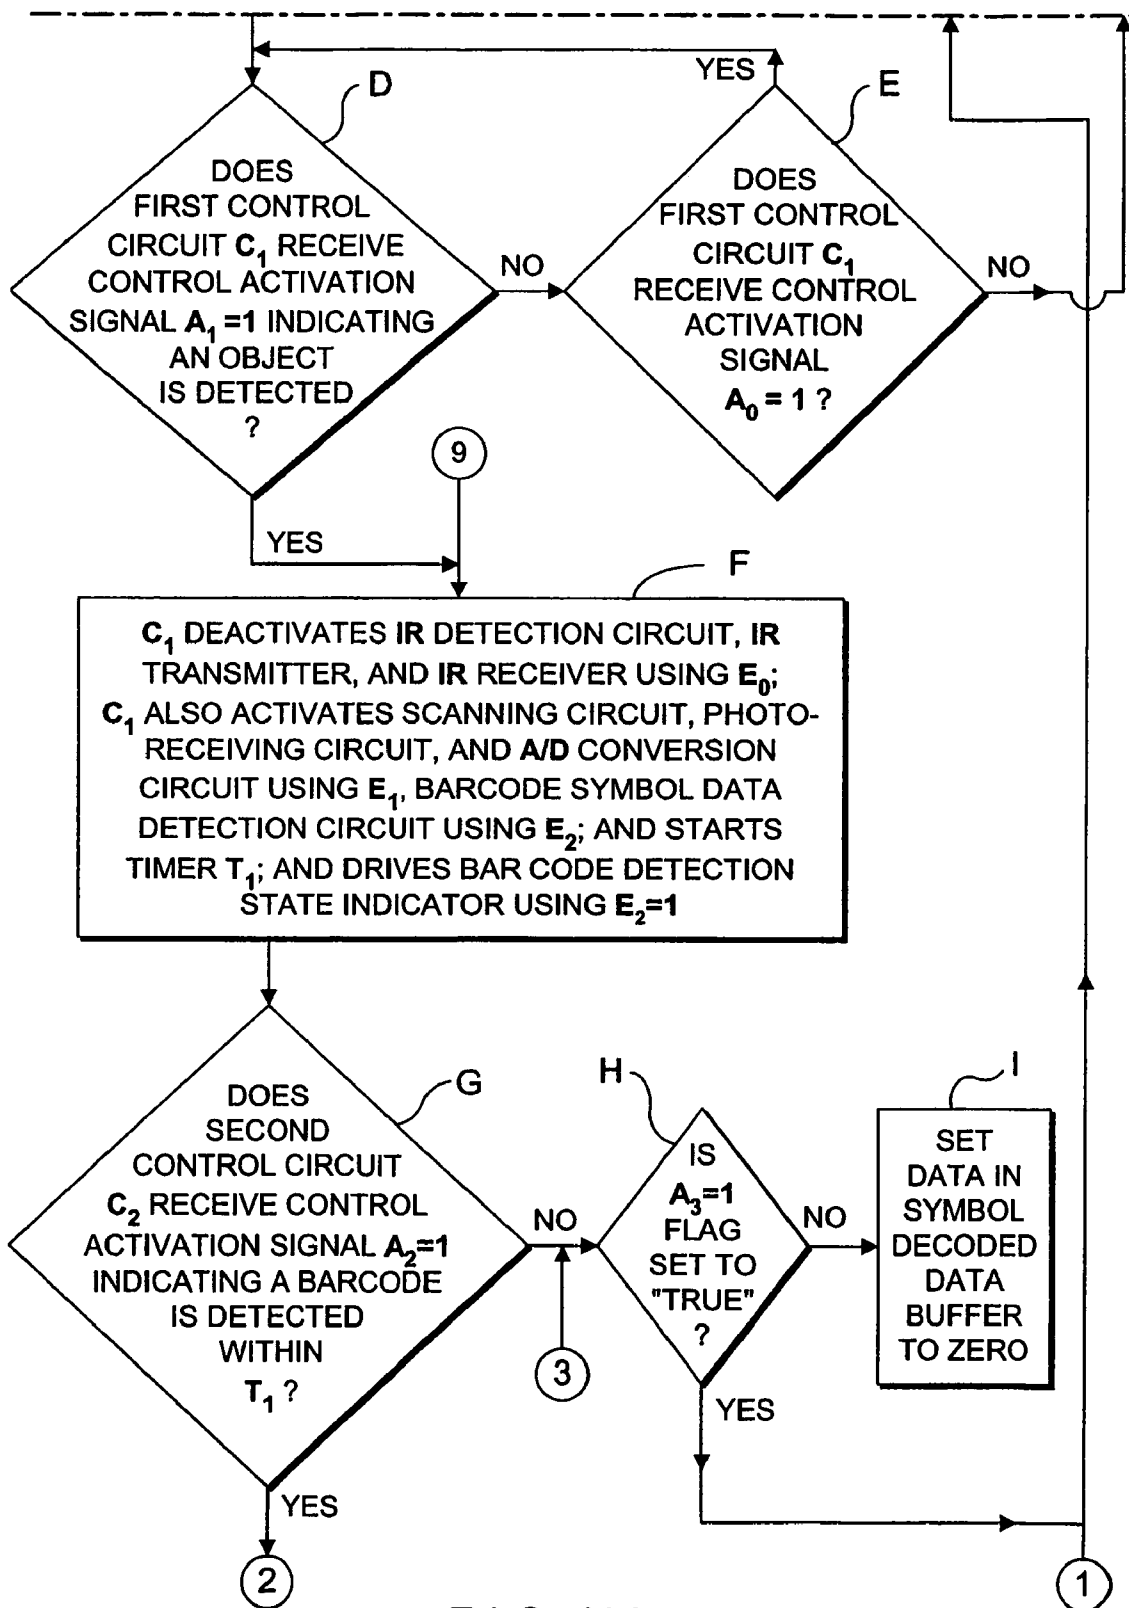 YES
D
E
DOES
FIRST CONTROL
CIRCUIT C₁ RECEIVE
CONTROL ACTIVATION
SIGNAL A₁ =1 INDICATING
AN OBJECT
IS DETECTED
?
NO
DOES
FIRST CONTROL
CIRCUIT C₁
RECEIVE CONTROL
ACTIVATION
SIGNAL
A₀ = 1 ?
NO
9
YES
F
C₁ DEACTIVATES IR DETECTION CIRCUIT, IR
TRANSMITTER, AND IR RECEIVER USING E₀;
C₁ ALSO ACTIVATES SCANNING CIRCUIT, PHOTO-
RECEIVING CIRCUIT, AND A/D CONVERSION
CIRCUIT USING E₁, BARCODE SYMBOL DATA
DETECTION CIRCUIT USING E₂; AND STARTS
TIMER T₁; AND DRIVES BAR CODE DETECTION
STATE INDICATOR USING E₂=1
G
DOES
SECOND
CONTROL CIRCUIT
C₂ RECEIVE CONTROL
ACTIVATION SIGNAL A₂=1
INDICATING A BARCODE
IS DETECTED
WITHIN
T₁ ?
NO
3
H
IS
A₃=1
FLAG
SET TO
"TRUE"
?
NO
I
SET
DATA IN
SYMBOL
DECODED
DATA
BUFFER
TO ZERO
YES
YES
2
1